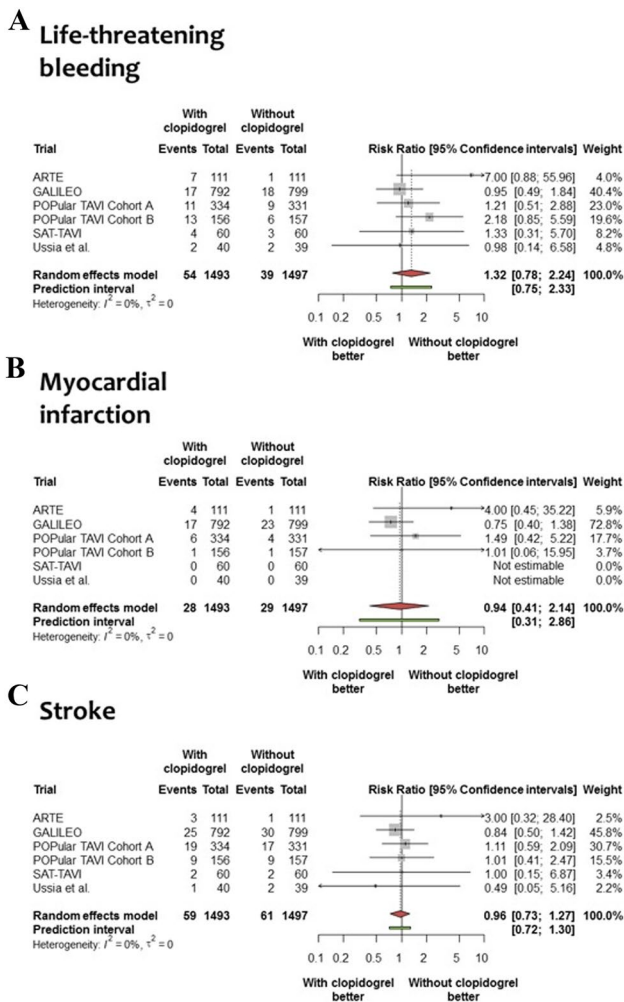 A Life-threatening
bleeding
With Without
clopidogrel clopidogrel
Trial Events Total Events Total Risk Ratio [95% Confidence intervals] Weight
ARTE 7 111 1 111 7.00 [0.88; 55.96] 4.0%
GALILEO 17 792 18 799 0.95 [0.49; 1.84] 40.4%
POPular TAVI Cohort A 11 334 9 331 1.21 [0.51; 2.88] 23.0%
POPular TAVI Cohort B 13 156 6 157 2.18 [0.85; 5.59] 19.6%
SAT-TAVI 4 60 3 60 1.33 [0.31; 5.70] 8.2%
Ussia et al. 2 40 2 39 0.98 [0.14; 6.58] 4.8%
Random effects model 54 1493 39 1497 1.32 [0.78; 2.24] 100.0%
Prediction interval [0.75; 2.33]
Heterogeneity: I² = 0%, τ² = 0
0.1 0.2 0.5 1 2 5 10
With clopidogrel Without clopidogrel
better better
B Myocardial
infarction
With Without
clopidogrel clopidogrel
Trial Events Total Events Total Risk Ratio [95% Confidence intervals] Weight
ARTE 4 111 1 111 4.00 [0.45; 35.22] 5.9%
GALILEO 17 792 23 799 0.75 [0.40; 1.38] 72.8%
POPular TAVI Cohort A 6 334 4 331 1.49 [0.42; 5.22] 17.7%
POPular TAVI Cohort B 1 156 1 157 1.01 [0.06; 15.95] 3.7%
SAT-TAVI 0 60 0 60 Not estimable 0.0%
Ussia et al. 0 40 0 39 Not estimable 0.0%
Random effects model 28 1493 29 1497 0.94 [0.41; 2.14] 100.0%
Prediction interval [0.31; 2.86]
Heterogeneity: I² = 0%, τ² = 0
0.1 0.2 0.5 1 2 5 10
With clopidogrel Without clopidogrel
better better
C Stroke
With Without
clopidogrel clopidogrel
Trial Events Total Events Total Risk Ratio [95% Confidence intervals] Weight
ARTE 3 111 1 111 3.00 [0.32; 28.40] 2.5%
GALILEO 25 792 30 799 0.84 [0.50; 1.42] 45.8%
POPular TAVI Cohort A 19 334 17 331 1.11 [0.59; 2.09] 30.7%
POPular TAVI Cohort B 9 156 9 157 1.01 [0.41; 2.47] 15.5%
SAT-TAVI 2 60 2 60 1.00 [0.15; 6.87] 3.4%
Ussia et al. 1 40 2 39 0.49 [0.05; 5.16] 2.2%
Random effects model 59 1493 61 1497 0.96 [0.73; 1.27] 100.0%
Prediction interval [0.72; 1.30]
Heterogeneity: I² = 0%, τ² = 0
0.1 0.2 0.5 1 2 5 10
With clopidogrel Without clopidogrel
better better